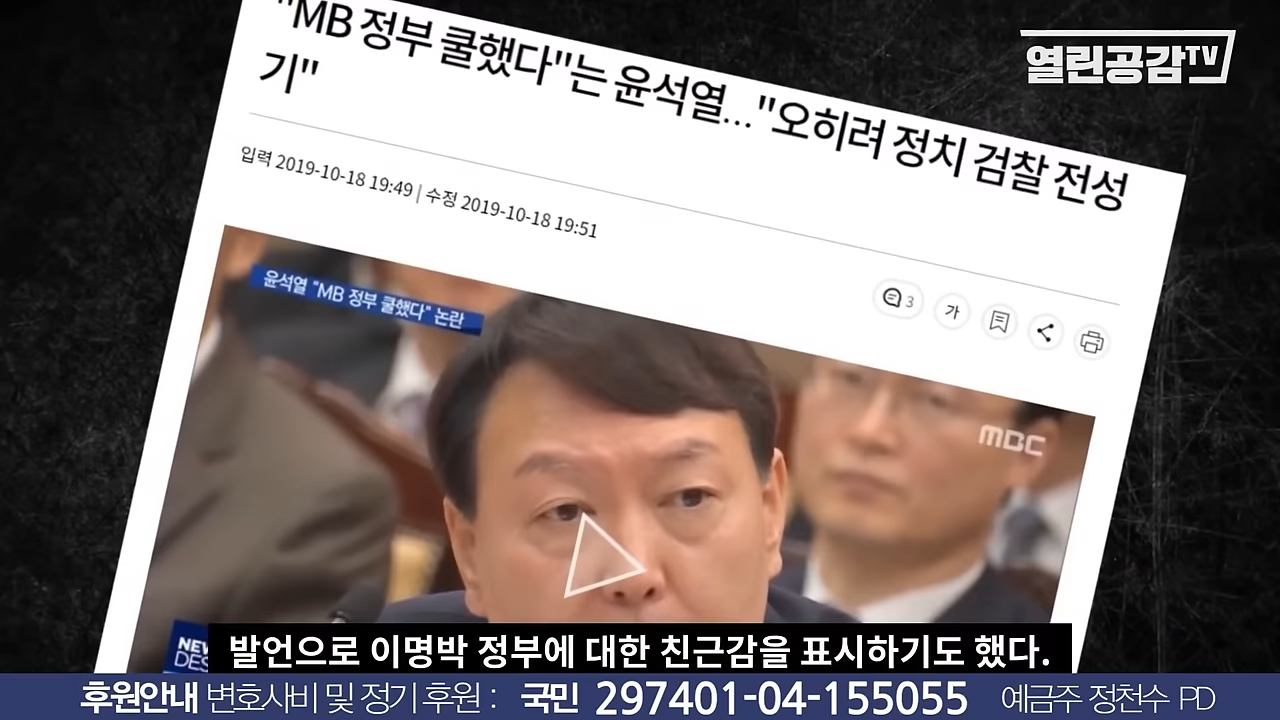 "MB 정부 쿨했다"는 윤석열..."오히려 정치 검찰 전성
기"
열린공감TV
입력 2019-10-18 19:49 | 수정 2019-10-18 19:51
3
가
윤석열 "MB 정부 쿨했다" 논란
MBC
NEW
DES
발언으로 이명박 정부에 대한 친근감을 표시하기도 했다.
후원안내 변호사비 및 정기 후원 : 국민 297401-04-155055 예금주 정천수 PD